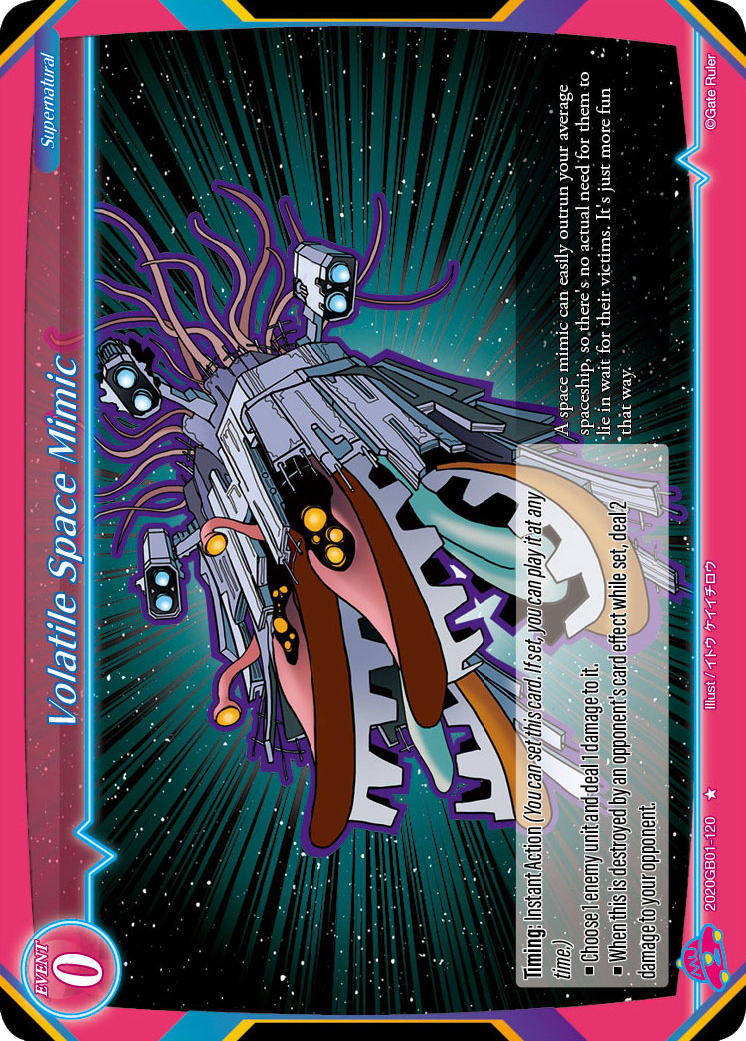 EVENT
0
Volatile Space Mimic
Supernatural
Timing: Instant Action (You can set this card. If set, you can play it at any
time.)
■ Choose 1 enemy unit and deal 1 damage to it.
■ When this is destroyed by an opponent's card effect while set, deal 2
damage to your opponent.
A space mimic can easily outrun your average
spaceship, so there's no actual need for them to
lie in wait for their victims. It's just more fun
that way.
2020GB01-120 ★ Illust / イトウ ケイイチロウ ©Gate Ruler